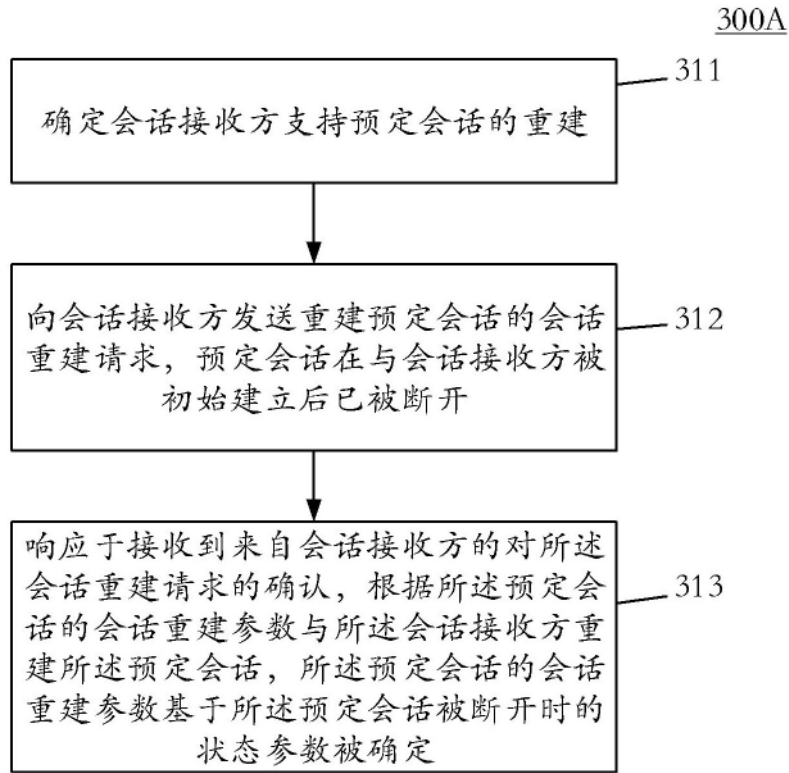 300A
311
确定会话接收方支持预定会话的重建
312
向会话接收方发送重建预定会话的会话
重建请求，预定会话在与会话接收方被
初始建立后已被断开
313
响应于接收到来自会话接收方的对所述
会话重建请求的确认，根据所述预定会
话的会话重建参数与所述会话接收方重
建所述预定会话，所述预定会话的会话
重建参数基于所述预定会话被断开时的
状态参数被确定